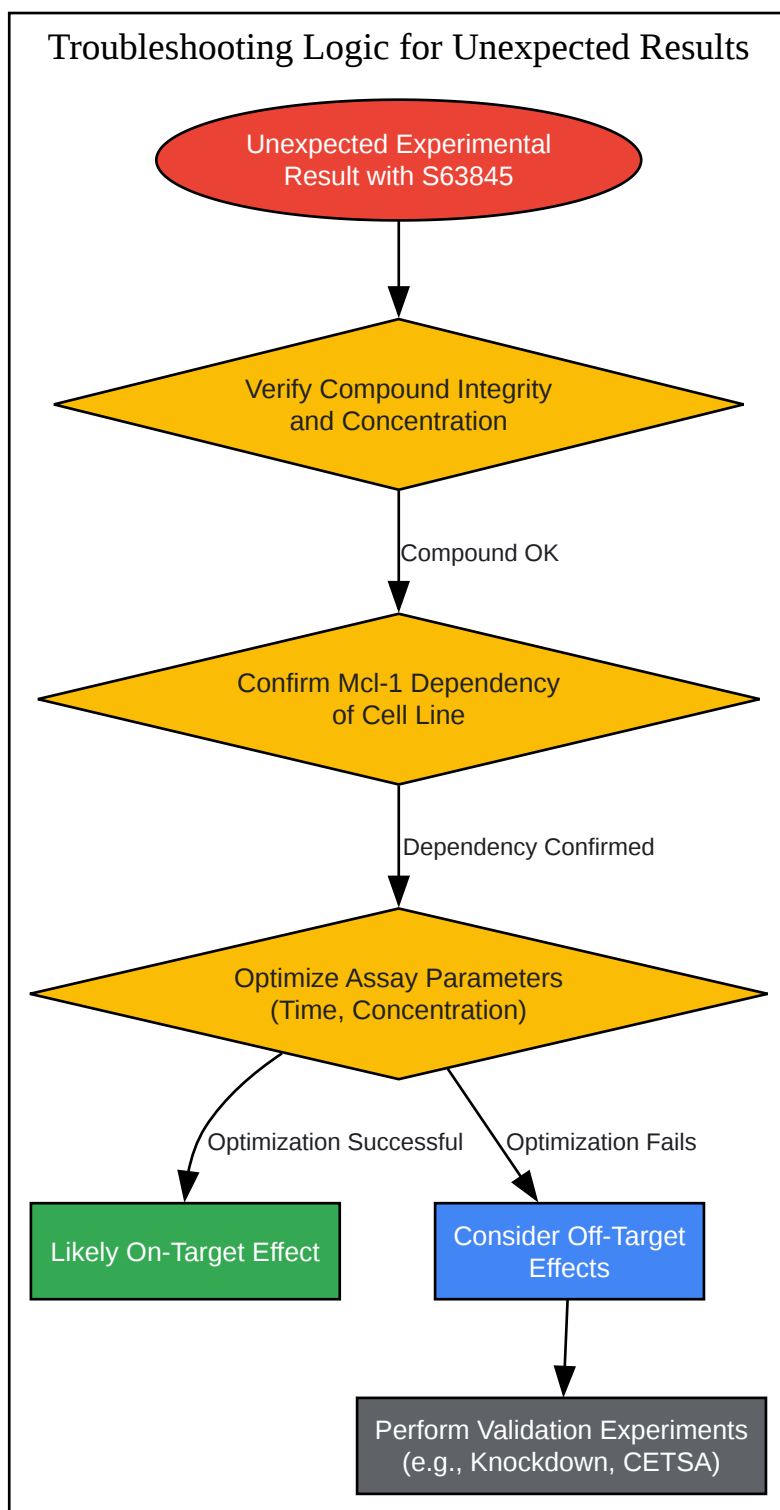 Troubleshooting Logic for Unexpected Results
Unexpected Experimental
Result with S63845
Verify Compound Integrity
and Concentration
Compound OK
Confirm Mcl-1 Dependency
of Cell Line
Dependency Confirmed
Optimize Assay Parameters
(Time, Concentration)
Optimization Successful
Optimization Fails
Likely On-Target Effect
Consider Off-Target
Effects
Perform Validation Experiments
(e.g., Knockdown, CETSA)